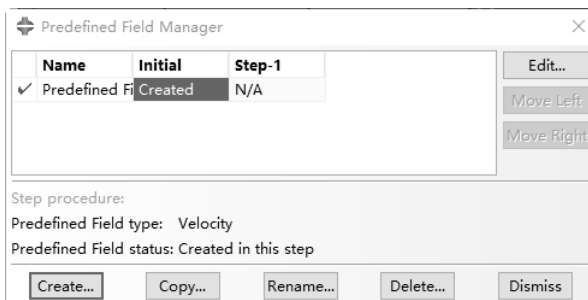 Predefined Field Manager
Name Initial Step-1 Edit...
Predefined Fi Created N/A
Move Left
Move Right
Step procedure:
Predefined Field type: Velocity
Predefined Field status: Created in this step
Create... Copy... Rename... Delete... Dismiss